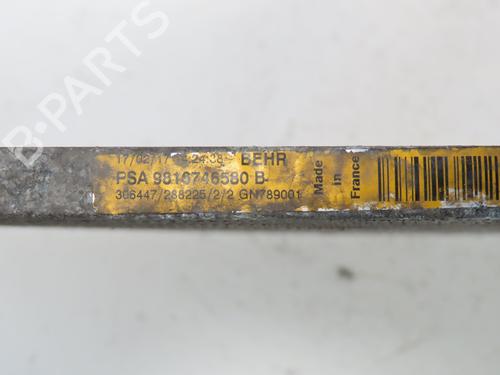 17/02/17 BEHR
PSA 9816746580 B-
306447/288225/2/2 GN789001
Made
in
France
B-PARTS